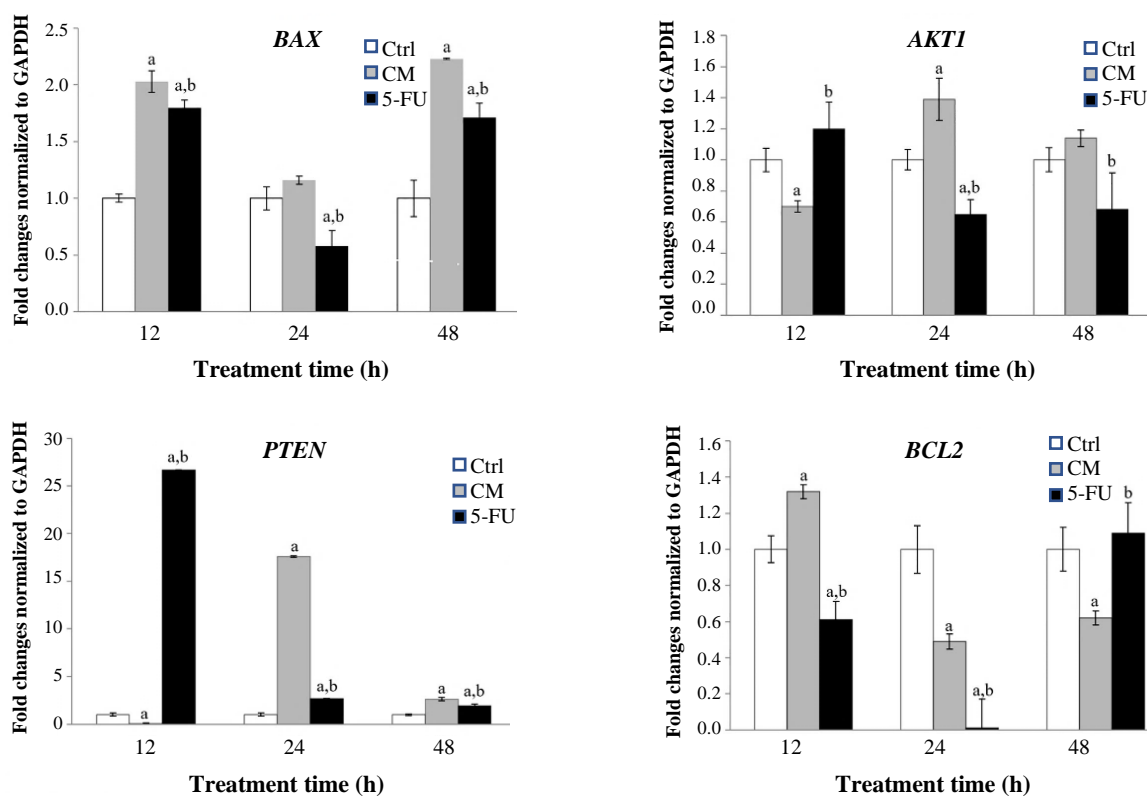 BAX
Ctrl
CM
5-FU
Fold changes normalized to GAPDH
2.5
2.0
1.5
1.0
0.5
0.0
a
a,b
a,b
a
a,b
12
24
48
Treatment time (h)
AKT1
Ctrl
CM
5-FU
Fold changes normalized to GAPDH
1.8
1.6
1.4
1.2
1.0
0.8
0.6
0.4
0.2
0.0
a
b
a
a,b
b
12
24
48
Treatment time (h)
PTEN
Ctrl
CM
5-FU
Fold changes normalized to GAPDH
30
25
20
15
10
5
0
a
a,b
a
a,b
a
a,b
12
24
48
Treatment time (h)
BCL2
Ctrl
CM
5-FU
Fold changes normalized to GAPDH
1.6
1.4
1.2
1.0
0.8
0.6
0.4
0.2
0.0
a
a,b
a
a,b
a
b
12
24
48
Treatment time (h)